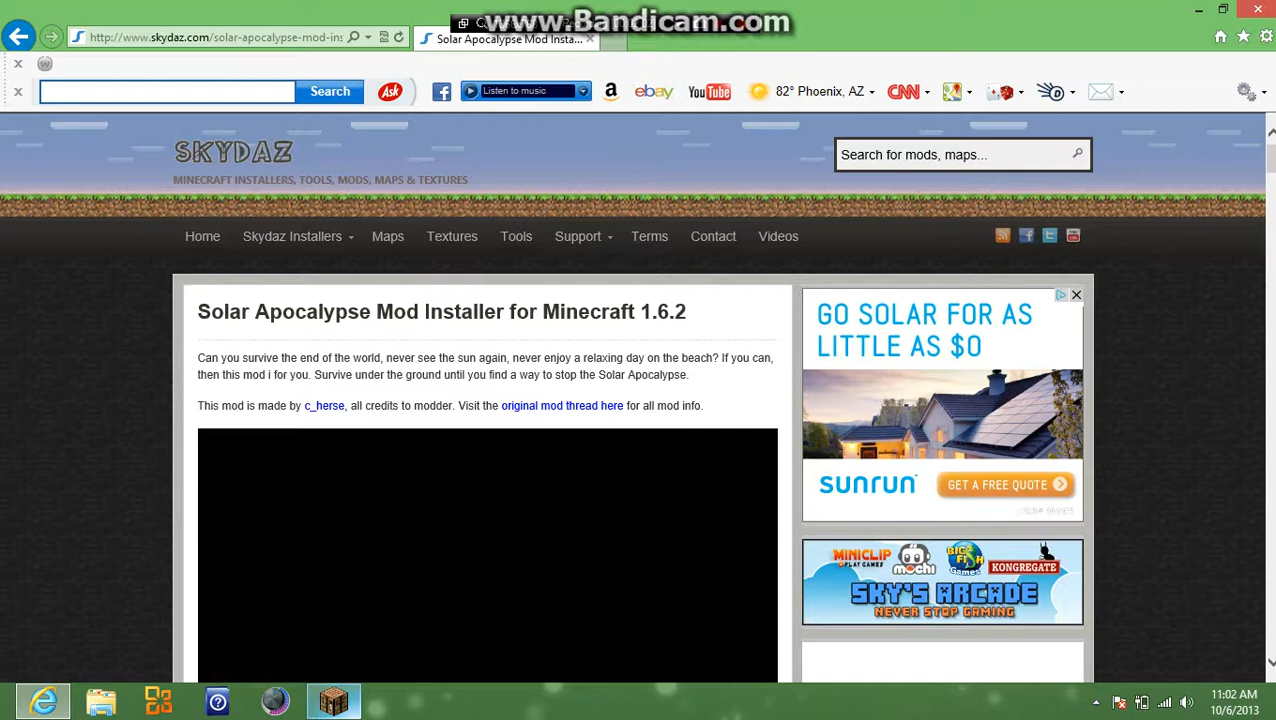 www.Bandicam.com
http://www.skydaz.com/solar-apocalypse-mod-ins
Solar Apocalypse Mod Insta...
Search
Ask
Listen to music
amazon
ebay
YouTube
82° Phoenix, AZ
CNN
SKYDAZ
MINECRAFT INSTALLERS, TOOLS, MODS, MAPS & TEXTURES
Search for mods, maps...
Home
Skydaz Installers
Maps
Textures
Tools
Support
Terms
Contact
Videos
Solar Apocalypse Mod Installer for Minecraft 1.6.2
Can you survive the end of the world, never see the sun again, never enjoy a relaxing day on the beach? If you can,
then this mod i for you. Survive under the ground until you find a way to stop the Solar Apocalypse.
This mod is made by c_herse, all credits to modder. Visit the original mod thread here for all mod info.
GO SOLAR FOR AS
LITTLE AS $0
sunrun
GET A FREE QUOTE
MINICLIP
PLAY GAMES
mochi
BIG FISH
Games
KONGREGATE
SKY'S ARCADE
NEVER STOP GAMING
11:02 AM
10/6/2013